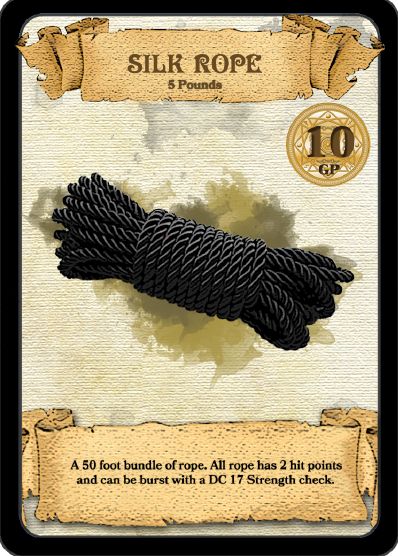 SILK ROPE
5 Pounds
10
GP
A 50 foot bundle of rope. All rope has 2 hit points
and can be burst with a DC 17 Strength check.